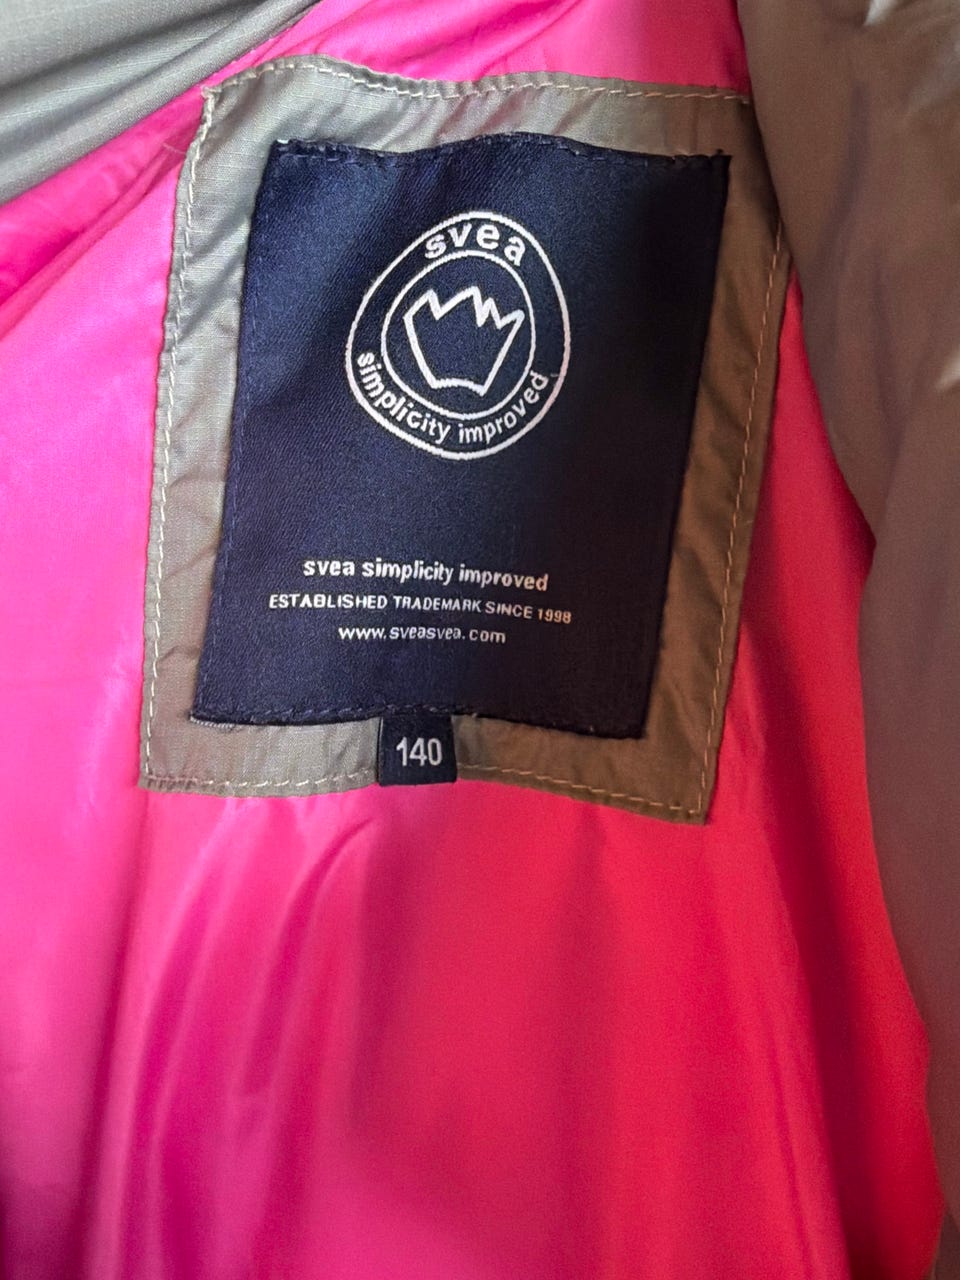 svea
simplicity improved
svea simplicity improved
ESTABLISHED TRADEMARK SINCE 1998
www.sveasvea.com
140